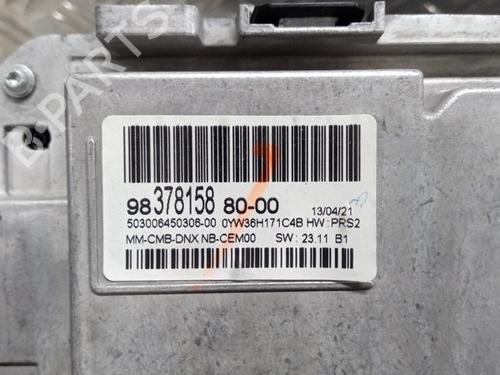 98 378158 80-00 13/04/21
503006450306-00 0YW36H171C4B HW : PRS2
MM-CMB-DNX NB-CEM00 SW : 23.11 B1
B-PARTS